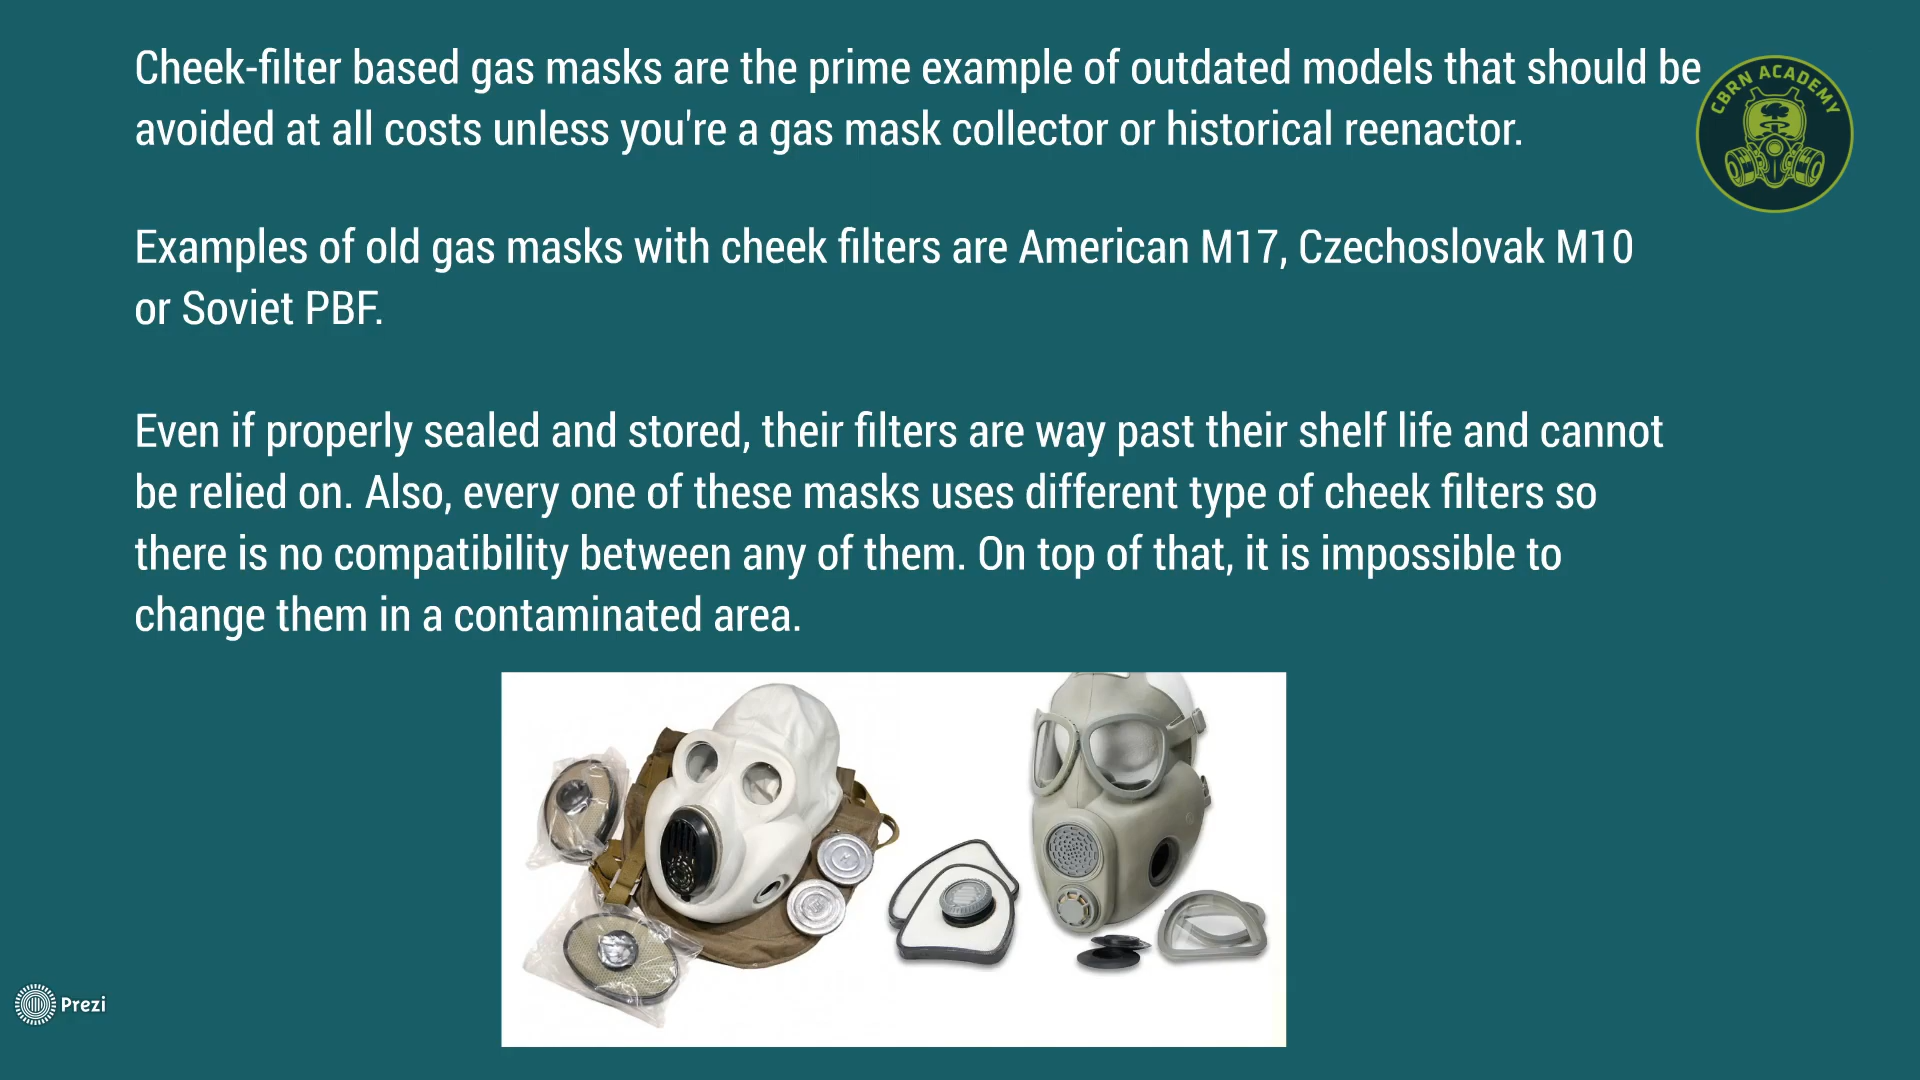 Cheek-filter based gas masks are the prime example of outdated models that should be
avoided at all costs unless you're a gas mask collector or historical reenactor.
CBRN ACADEMY
Examples of old gas masks with cheek filters are American M17, Czechoslovak M10
or Soviet PBF.
Even if properly sealed and stored, their filters are way past their shelf life and cannot
be relied on. Also, every one of these masks uses different type of cheek filters so
there is no compatibility between any of them. On top of that, it is impossible to
change them in a contaminated area.
Prezi